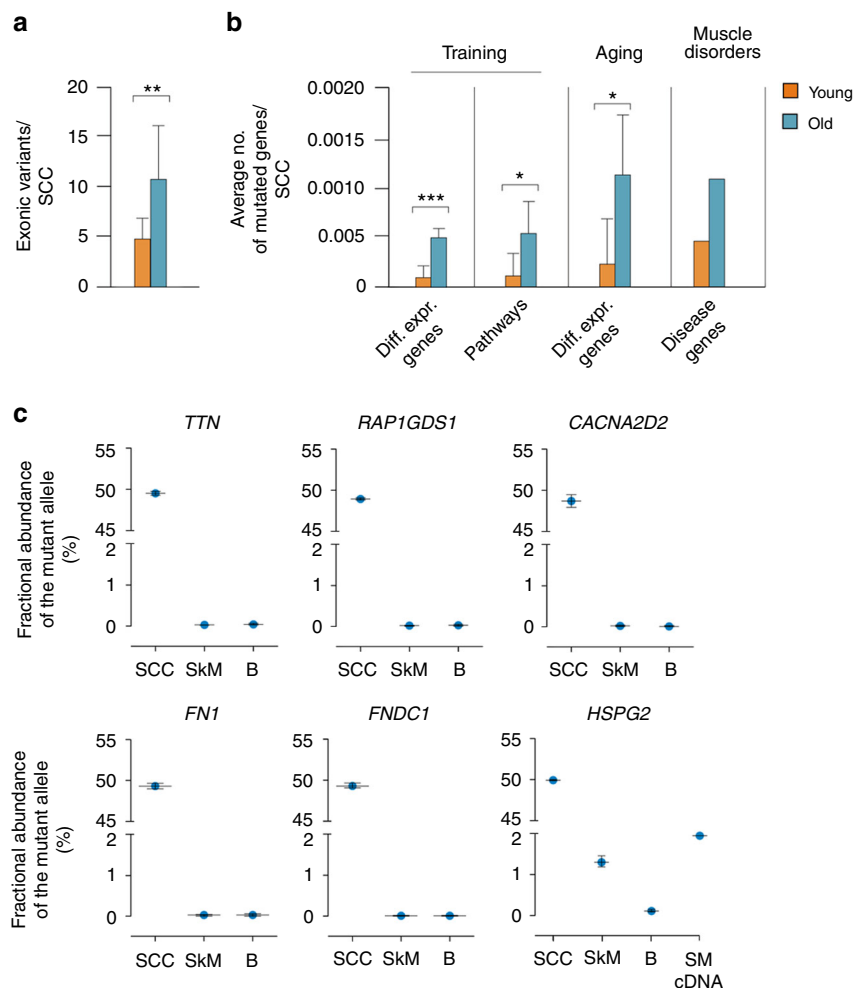 a
b
Training
Aging
Muscle
disorders
Young
Old
Exonic variants/
SCC
20
15
10
5
0
**
Average no.
of mutated genes/
SCC
0.0020
0.0015
0.0010
0.005
0
***
*
*
Diff. expr.
genes
Pathways
Diff. expr.
genes
Disease
genes
c
TTN
RAP1GDS1
CACNA2D2
Fractional abundance
of the mutant allele
(%)
55
50
45
2
1
0
SCC SkM B
55
50
45
2
1
0
SCC SkM B
55
50
45
2
1
0
SCC SkM B
FN1
FNDC1
HSPG2
Fractional abundance
of the mutant allele
(%)
55
50
45
2
1
0
SCC SkM B
55
50
45
2
1
0
SCC SkM B
55
50
45
2
1
0
SCC SkM B SM
cDNA